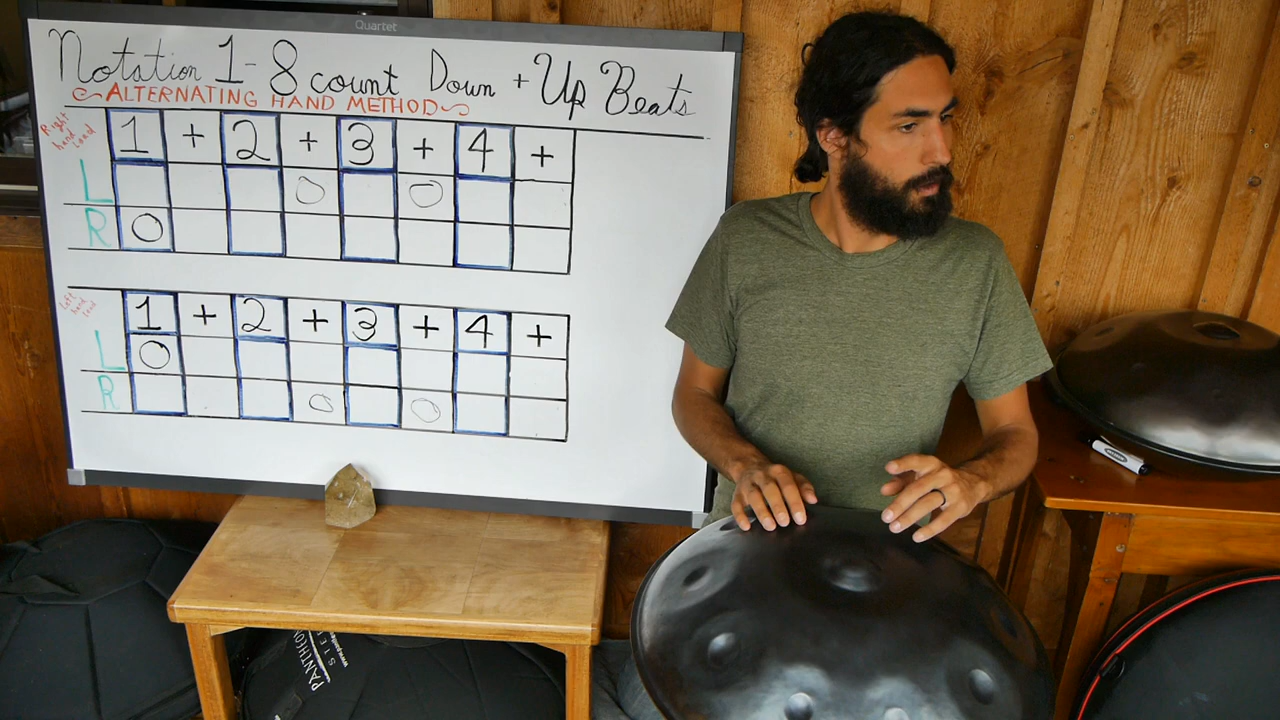 Quartet
Notation 1-8 count Down + Up Beats
~ALTERNATING HAND METHOD~
Right hand Lead
1 + 2 + 3 + 4 +
L O O
R O
Left hand Lead
1 + 2 + 3 + 4 +
L O
R O O
PANTHEON
STEEL